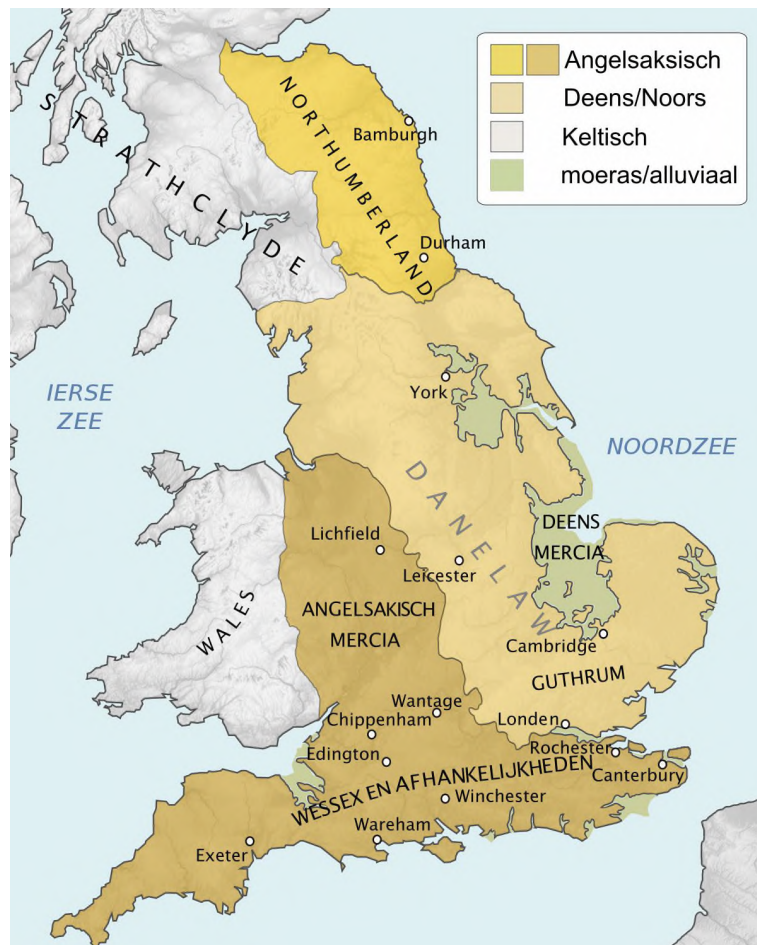 Angelsaksisch
Deens/Noors
Keltisch
moeras/alluviaal
STRATHCLYDE
NORTHUMBERLAND
Bamburgh
Durham
York
IERSE
ZEE
NOORDZEE
DANELAW
DEENS
MERCIA
Lichfield
Leicester
ANGELSAKISCH
MERCIA
WALES
Cambridge
GUTHRUM
Wantage
Chippenham
Londen
Edington
Rochester
Canterbury
WESSEX EN AFHANKELIJKHEDEN
Winchester
Wareham
Exeter